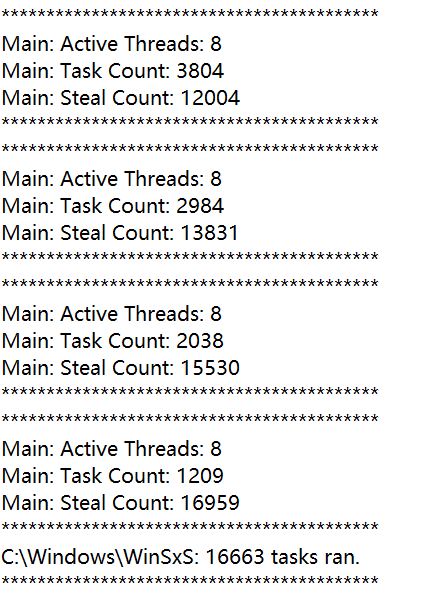 ******************************************
Main: Active Threads: 8
Main: Task Count: 3804
Main: Steal Count: 12004
******************************************
******************************************
Main: Active Threads: 8
Main: Task Count: 2984
Main: Steal Count: 13831
******************************************
******************************************
Main: Active Threads: 8
Main: Task Count: 2038
Main: Steal Count: 15530
******************************************
******************************************
Main: Active Threads: 8
Main: Task Count: 1209
Main: Steal Count: 16959
******************************************
C:\Windows\WinSxS: 16663 tasks ran.
******************************************